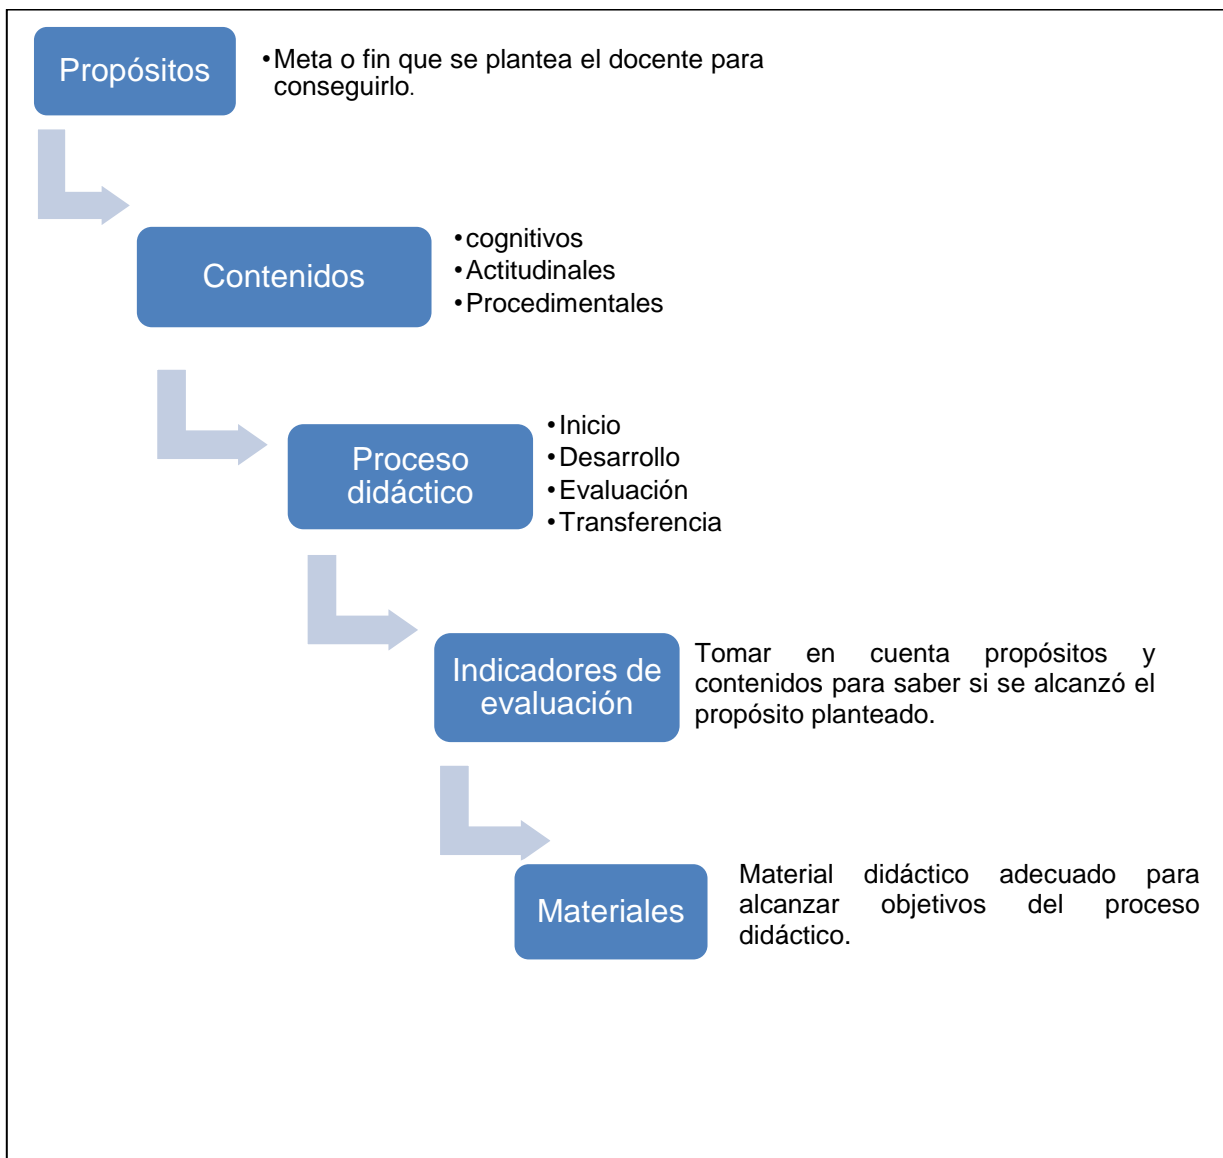 Propósitos
•Meta o fin que se plantea el docente para
conseguirlo.
Contenidos
•cognitivos
•Actitudinales
•Procedimentales
Proceso
didáctico
•Inicio
•Desarrollo
•Evaluación
•Transferencia
Indicadores de
evaluación
Tomar en cuenta propósitos y
contenidos para saber si se alcanzó el
propósito planteado.
Materiales
Material didáctico adecuado para
alcanzar objetivos del proceso
didáctico.